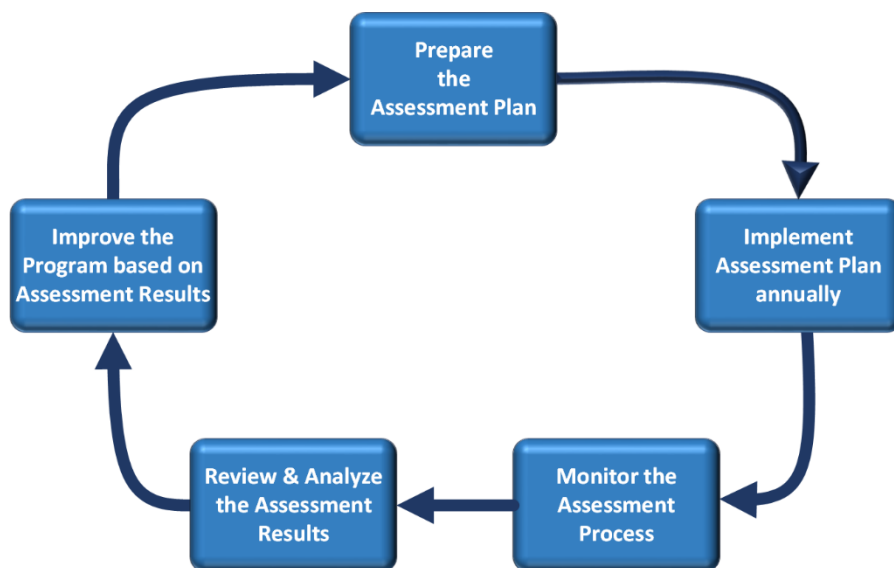 Prepare
the
Assessment Plan
Implement
Assessment Plan
annually
Monitor the
Assessment
Process
Review & Analyze
the Assessment
Results
Improve the
Program based on
Assessment Results